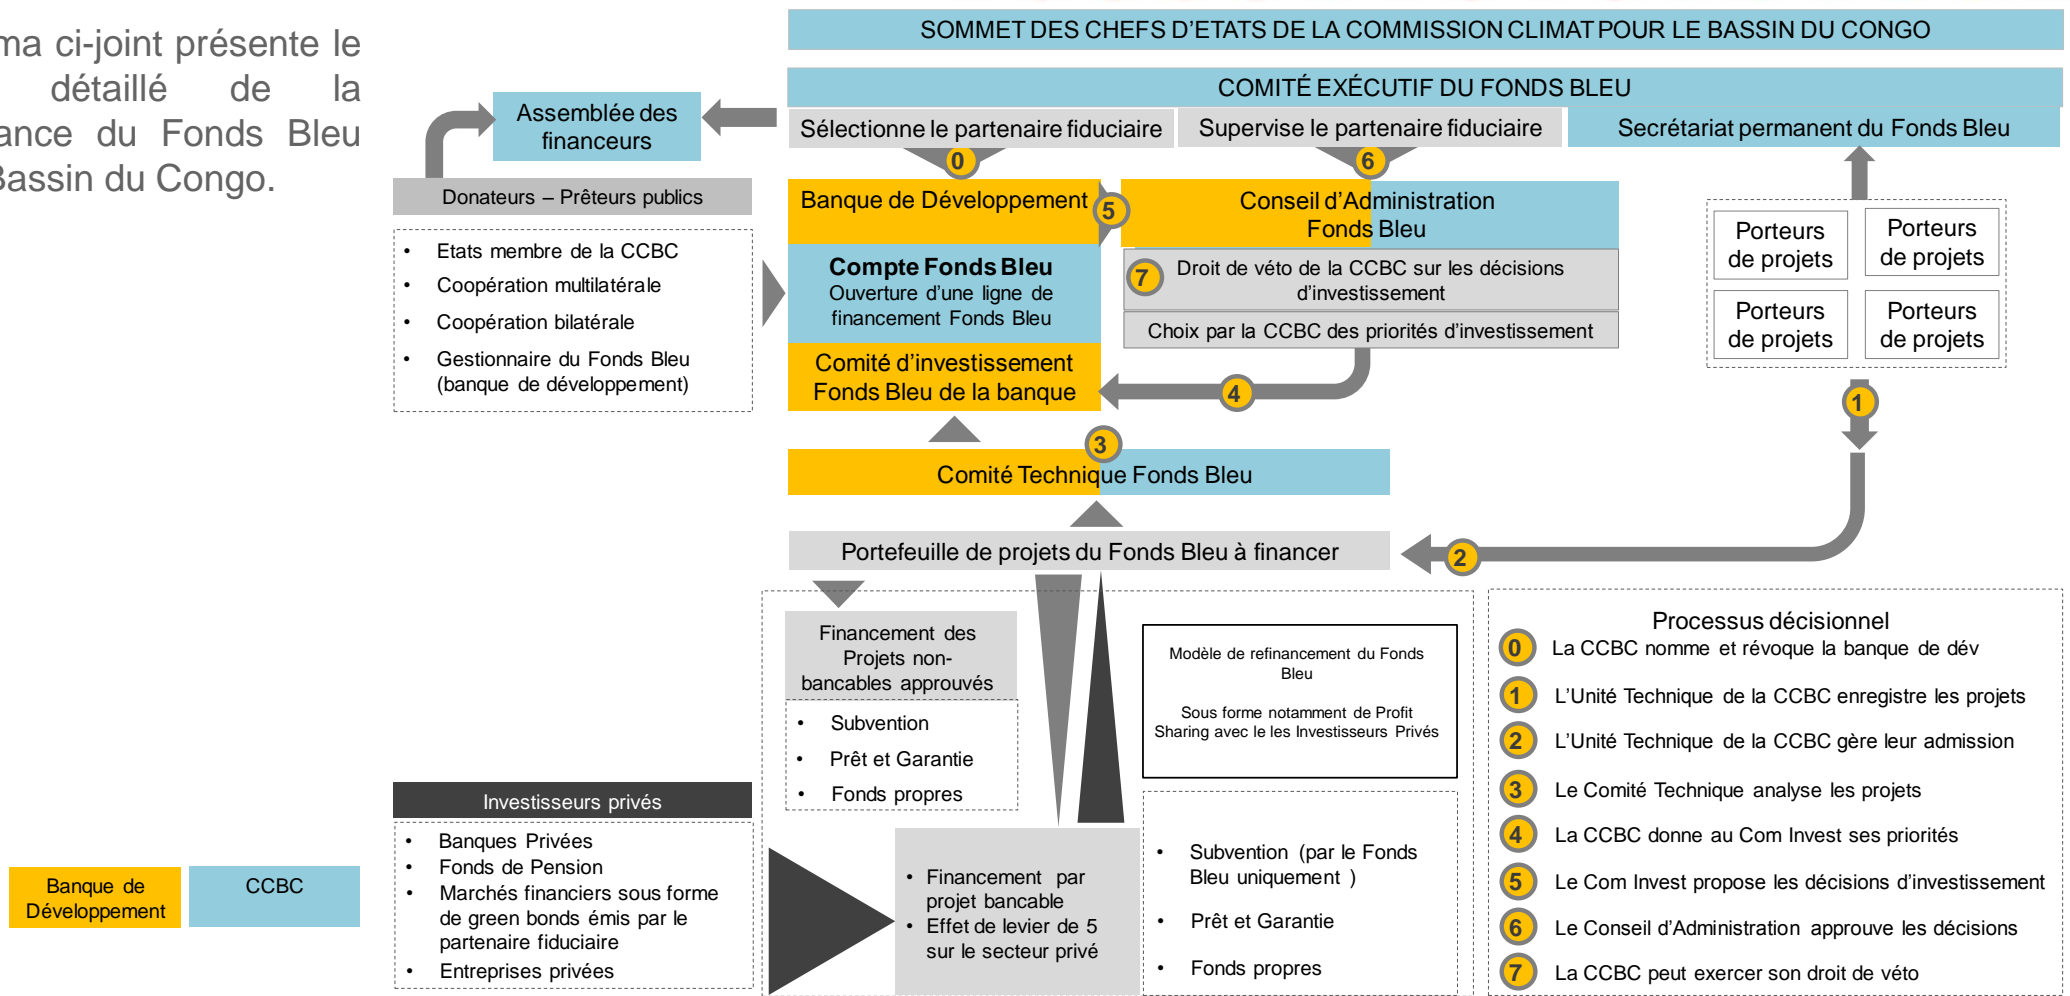 ma ci-joint présente le
détaillé de la
ance du Fonds Bleu
Bassin du Congo.
SOMMET DES CHEFS D'ETATS DE LA COMMISSION CLIMAT POUR LE BASSIN DU CONGO
COMITÉ EXÉCUTIF DU FONDS BLEU
Assemblée des
financeurs
Sélectionne le partenaire fiduciaire
Supervise le partenaire fiduciaire
Secrétariat permanent du Fonds Bleu
0
6
Donateurs – Prêteurs publics
• Etats membre de la CCBC
• Coopération multilatérale
• Coopération bilatérale
• Gestionnaire du Fonds Bleu
(banque de développement)
Banque de Développement
5
Conseil d'Administration
Fonds Bleu
Compte Fonds Bleu
Ouverture d'une ligne de
financement Fonds Bleu
7
Droit de véto de la CCBC sur les décisions
d'investissement
Choix par la CCBC des priorités d'investissement
Comité d'investissement
Fonds Bleu de la banque
4
Porteurs
de projets
Porteurs
de projets
Porteurs
de projets
Porteurs
de projets
1
3
Comité Technique Fonds Bleu
Portefeuille de projets du Fonds Bleu à financer
2
Financement des
Projets non-
bancables approuvés
• Subvention
• Prêt et Garantie
• Fonds propres
Modèle de refinancement du Fonds
Bleu
Sous forme notamment de Profit
Sharing avec le les Investisseurs Privés
Investisseurs privés
• Banques Privées
• Fonds de Pension
• Marchés financiers sous forme
de green bonds émis par le
partenaire fiduciaire
• Entreprises privées
• Financement par
projet bancable
• Effet de levier de 5
sur le secteur privé
• Subvention (par le Fonds
Bleu uniquement )
• Prêt et Garantie
• Fonds propres
Processus décisionnel
0 La CCBC nomme et révoque la banque de dév
1 L'Unité Technique de la CCBC enregistre les projets
2 L'Unité Technique de la CCBC gère leur admission
3 Le Comité Technique analyse les projets
4 La CCBC donne au Com Invest ses priorités
5 Le Com Invest propose les décisions d'investissement
6 Le Conseil d'Administration approuve les décisions
7 La CCBC peut exercer son droit de véto
Banque de
Développement
CCBC